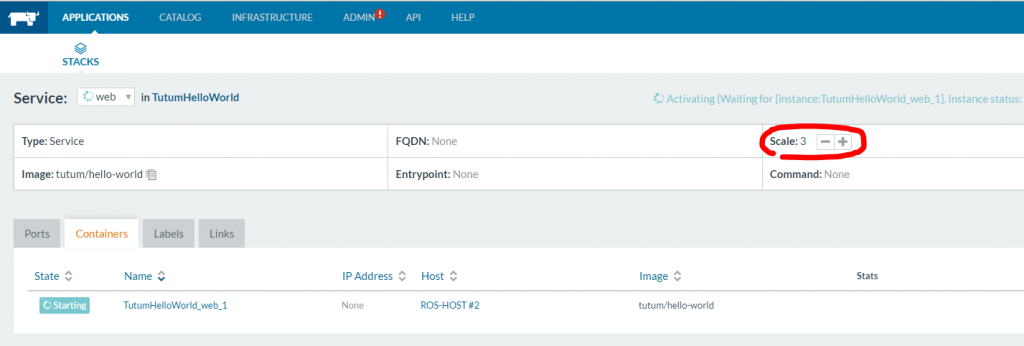 APPLICATIONS CATALOG INFRASTRUCTURE ADMIN ! API HELP
STACKS
Service: web in TutumHelloWorld Activating (Waiting for [instance:TutumHelloWorld_web_1]. Instance status:
Type: Service FQDN: None Scale: 3
Image: tutum/hello-world Entrypoint: None Command: None
Ports Containers Labels Links
State Name IP Address Host Image Stats
Starting TutumHelloWorld_web_1 None ROS-HOST #2 tutum/hello-world